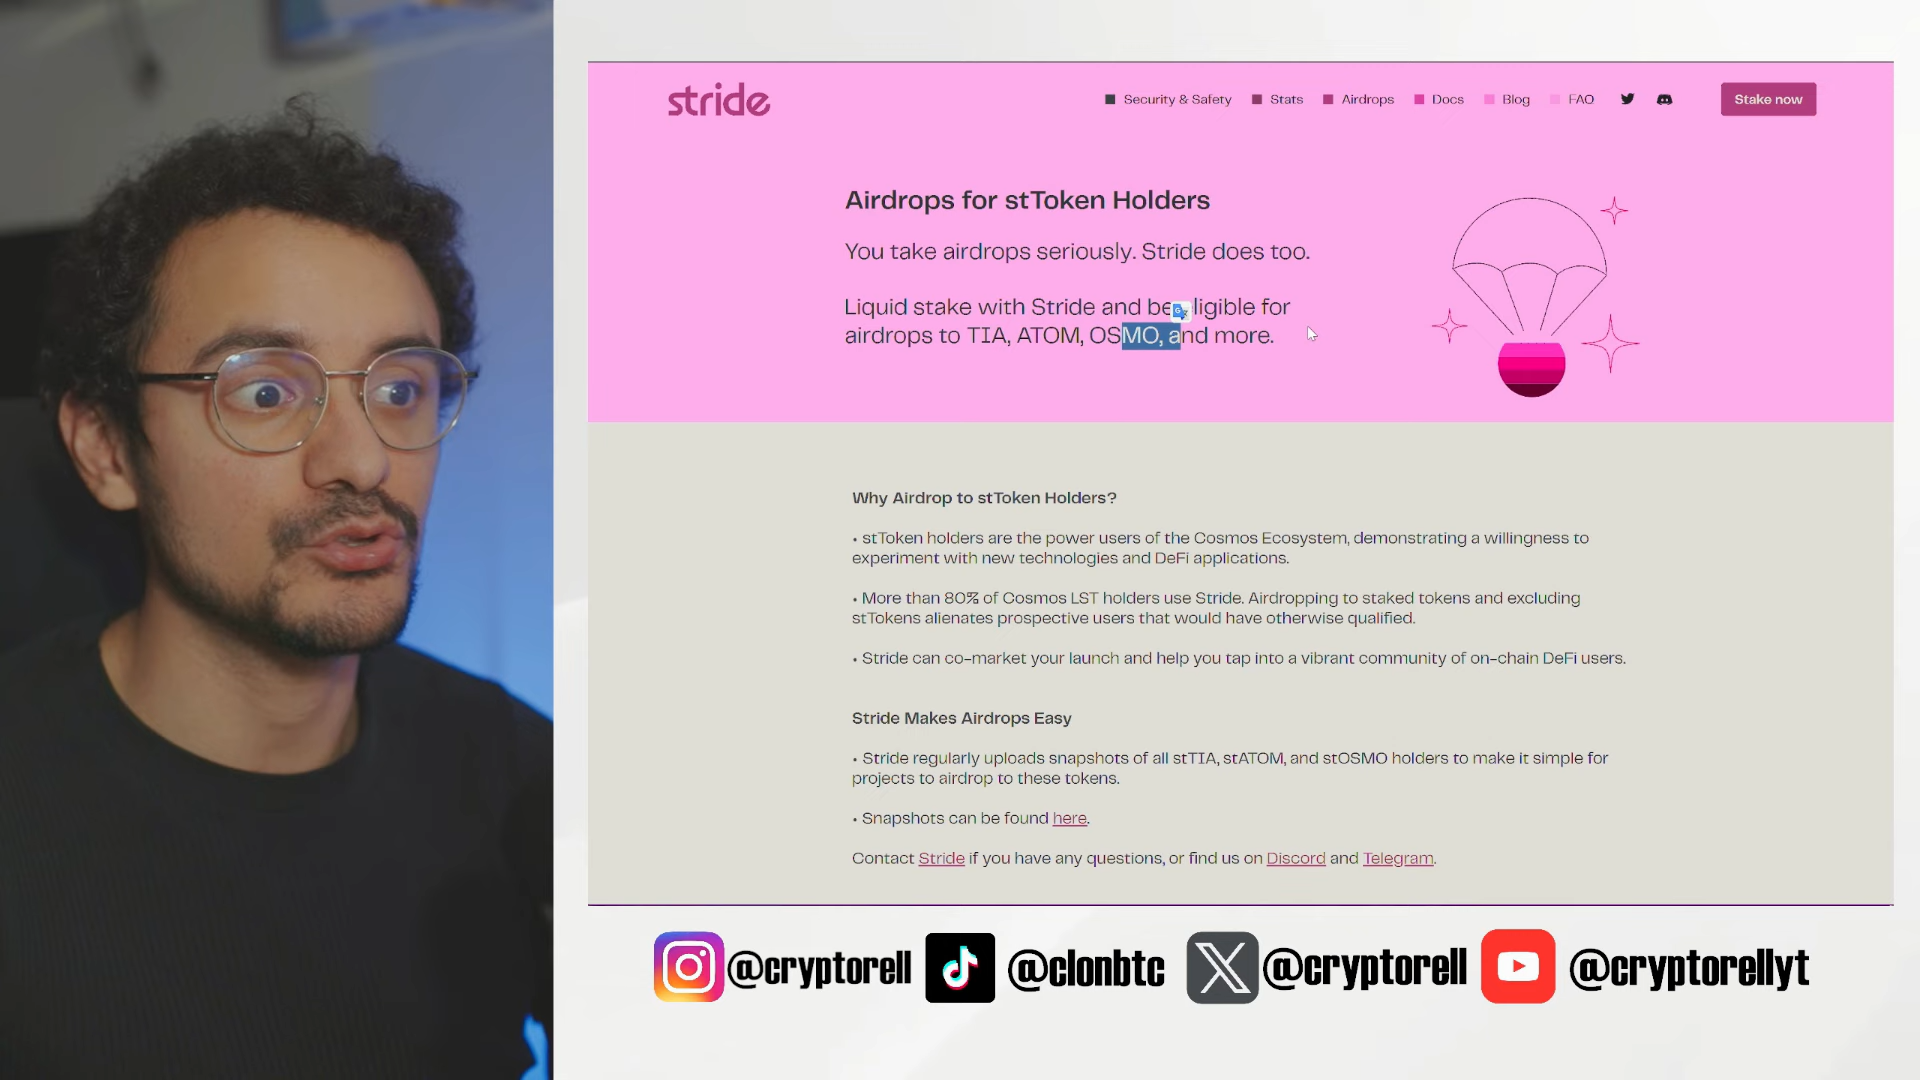 stride
Security & Safety
Stats
Airdrops
Docs
Blog
FAQ
Stake now
Airdrops for stToken Holders
You take airdrops seriously. Stride does too.
Liquid stake with Stride and be ligible for
airdrops to TIA, ATOM, OSMO, and more.
Why Airdrop to stToken Holders?
• stToken holders are the power users of the Cosmos Ecosystem, demonstrating a willingness to
experiment with new technologies and DeFi applications.
• More than 80% of Cosmos LST holders use Stride. Airdropping to staked tokens and excluding
stTokens alienates prospective users that would have otherwise qualified.
• Stride can co-market your launch and help you tap into a vibrant community of on-chain DeFi users.
Stride Makes Airdrops Easy
• Stride regularly uploads snapshots of all stTIA, stATOM, and stOSMO holders to make it simple for
projects to airdrop to these tokens.
• Snapshots can be found here.
Contact Stride if you have any questions, or find us on Discord and Telegram.
@cryptorell
@clonbtc
@cryptorell
@cryptorellyt